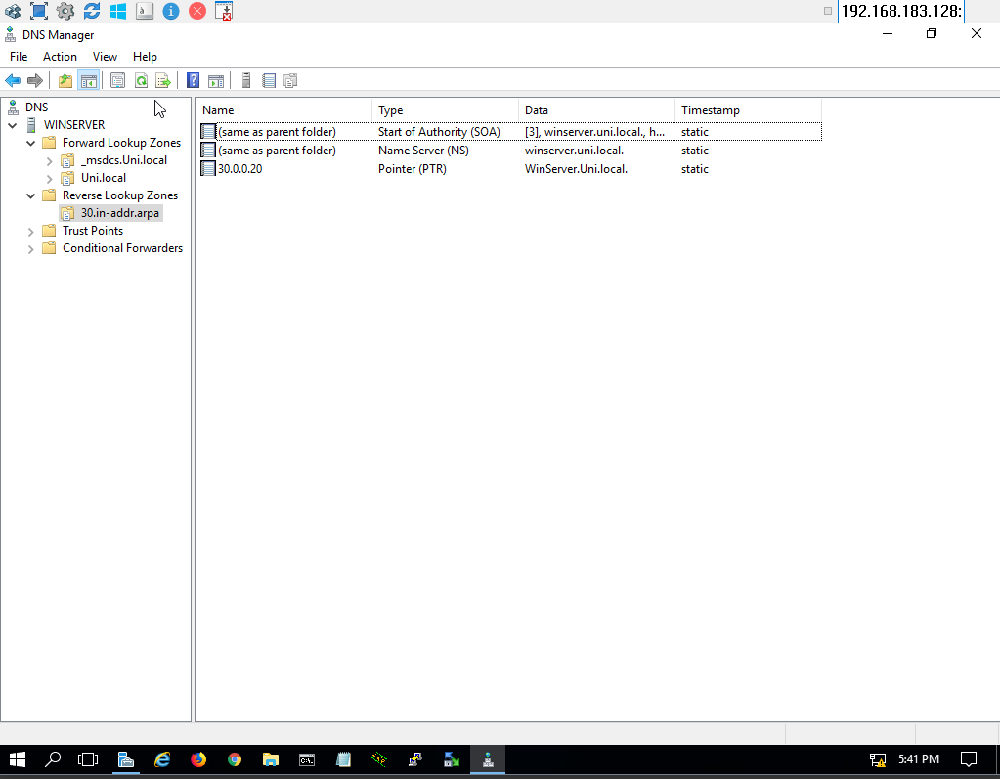 192.168.183.128:
DNS Manager
File Action View Help
DNS
WINSERVER
Forward Lookup Zones
_msdcs.Uni.local
Uni.local
Reverse Lookup Zones
30.in-addr.arpa
Trust Points
Conditional Forwarders
Name Type Data Timestamp
(same as parent folder) Start of Authority (SOA) [3], winserver.uni.local., h... static
(same as parent folder) Name Server (NS) winserver.uni.local. static
30.0.0.20 Pointer (PTR) WinServer.Uni.local. static
5:41 PM